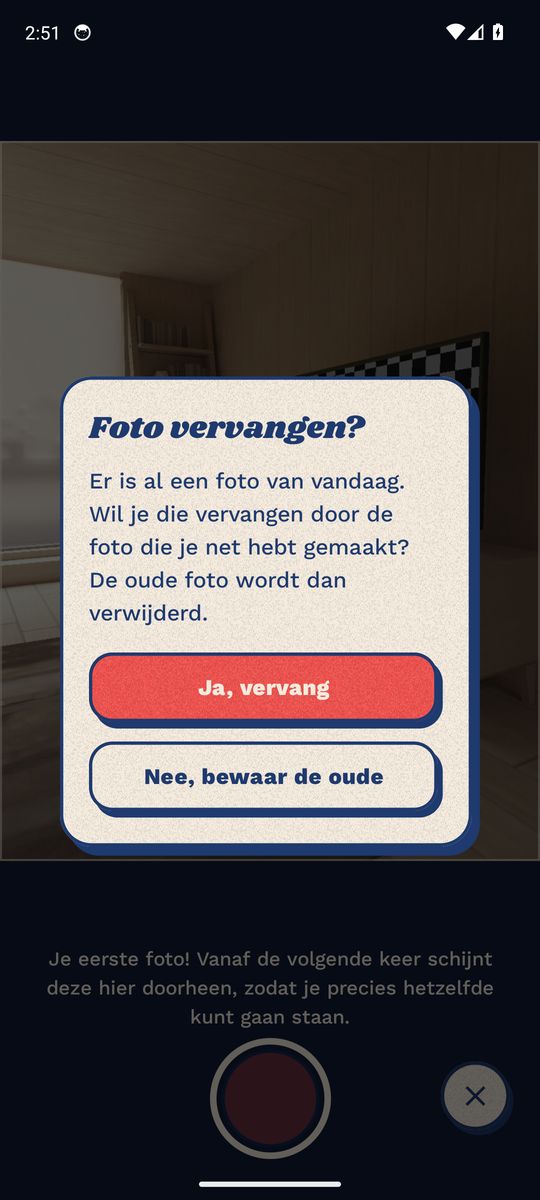 2:51
Foto vervangen?
Er is al een foto van vandaag.
Wil je die vervangen door de
foto die je net hebt gemaakt?
De oude foto wordt dan
verwijderd.
Ja, vervang
Nee, bewaar de oude
Je eerste foto! Vanaf de volgende keer schijnt
deze hier doorheen, zodat je precies hetzelfde
kunt gaan staan.